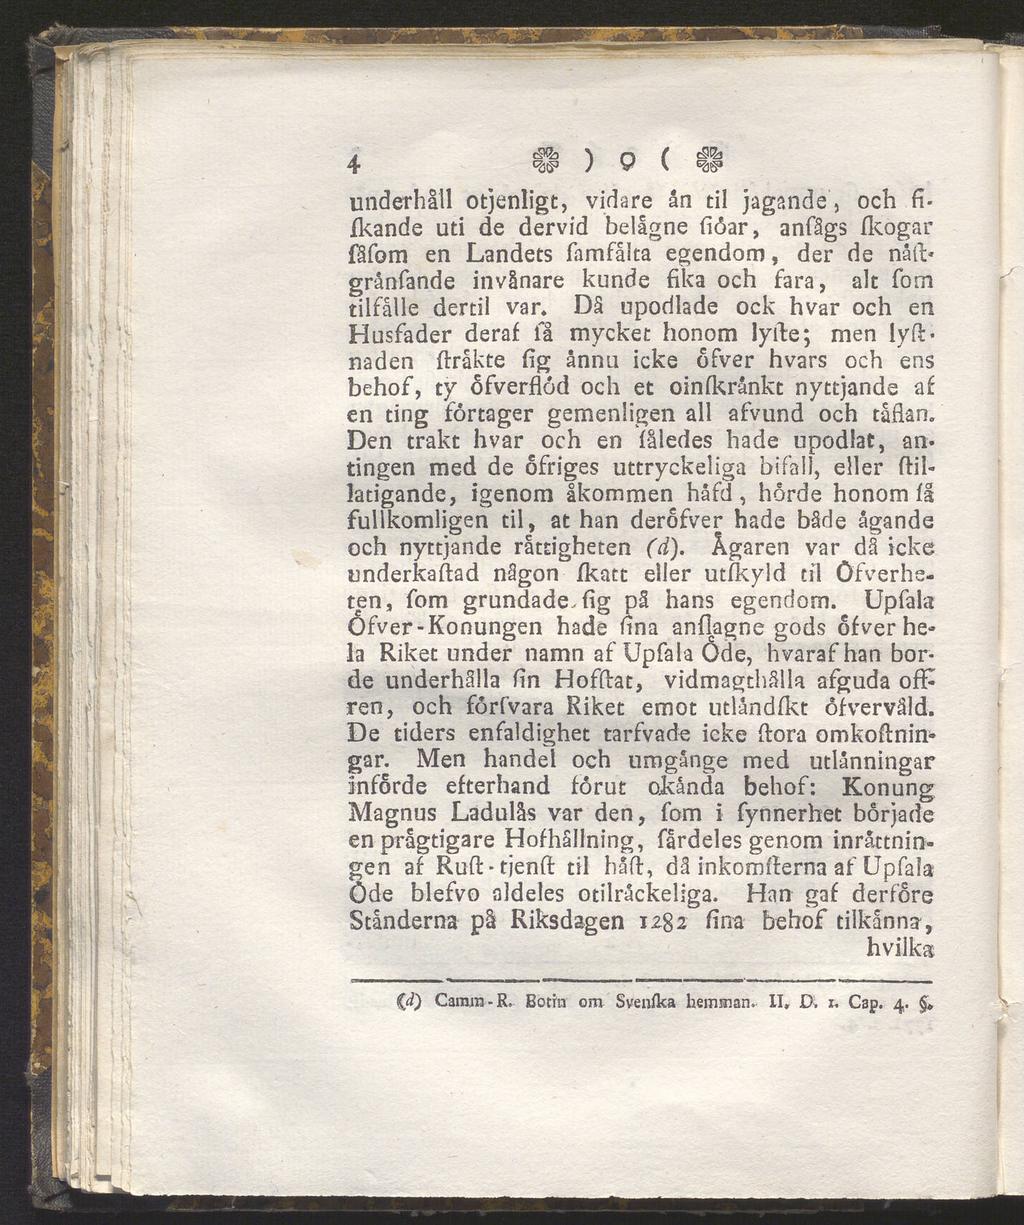 4 ) o (
underhåll otjenligt, vidare än til jagande, och fi-
ſkande uti de dervid belägne ſiöar, anſågs ſkogar
ſåſom en Landets ſamfälta egendom, der de näſt-
gränſande invånare kunde fika och fara, alt ſom
tilfälle dertil var. Då upodlade ock hvar och en
Husfader deraf ſå mycket honom lyſte; men lyſt-
naden ſträkte ſig ännu icke öfver hvars och ens
behof, ty öfverflöd och et oinſkränkt nyttjande af
en ting förtager gemenligen all afvund och täflan.
Den trakt hvar och en ſåledes hade upodlat, an-
tingen med de öfriges uttryckeliga bifall, eller ſtil-
latigande, igenom åkommen häfd, hörde honom ſå
fullkomligen til, at han deröfver hade både ägande
och nyttjande rättigheten (d). Ägaren var då icke
underkaſtad någon ſkatt eller utſkyld til Öfverhe-
ten, ſom grundade ſig på hans egendom. Upſala
Öfver-Konungen hade ſina anſlagne gods öfver he-
la Riket under namn af Upſala Öde, hvaraf han bor-
de underhålla ſin Hofſtat, vidmagthålla afguda off-
ren, och förſvara Riket emot utländſkt öfvervåld.
De tiders enfaldighet tarfvade icke ſtora omkoſtnin-
gar. Men handel och umgänge med utlänningar
införde efterhand förut okända behof: Konung
Magnus Ladulås var den, ſom i ſynnerhet började
en prägtigare Hofhållning, ſärdeles genom inrättnin-
gen af Ruſt-tjenſt til häſt, då inkomſterna af Upſala
Öde blefvo aldeles otilräckeliga. Han gaf derföre
Stånderna på Riksdagen 1282 ſina behof tilkänna,
hvilka
(d) Camm-R. Botin om Svenſka hemman. II. D. 1. Cap. 4. §.